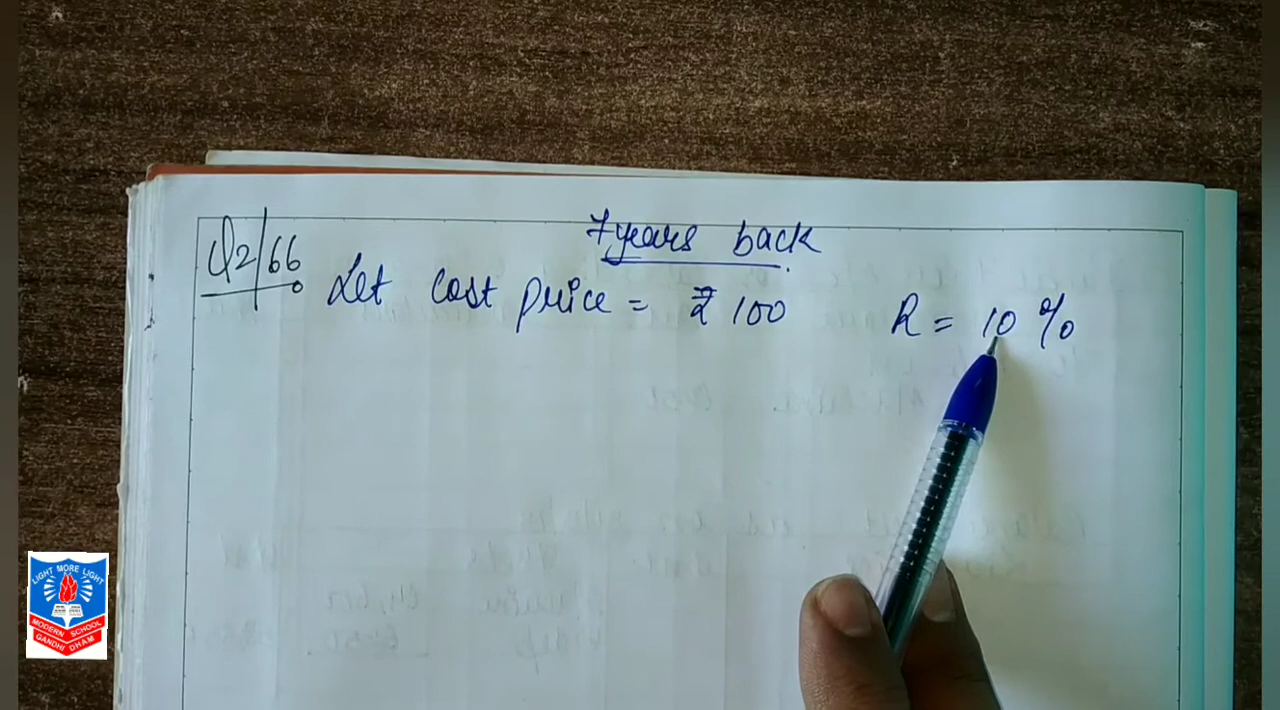 7 years back
Q2/66. Let cost price = ₹ 100 R = 10 %
LIGHT MORE LIGHT
MODERN SCHOOL
GANDHI DHAM